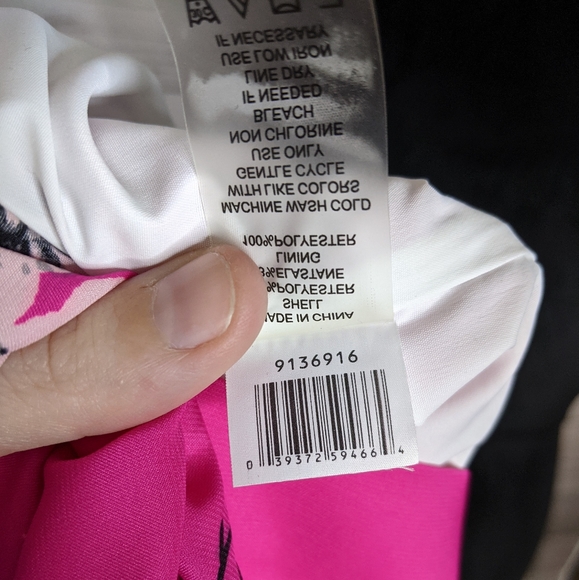 MADE IN CHINA
SHELL
%POLYESTER
%ELASTANE
LINING
100%POLYESTER
MACHINE WASH COLD
WITH LIKE COLORS
GENTLE CYCLE
USE ONLY
NON CHLORINE
BLEACH
IF NEEDED
LINE DRY
USE LOW IRON
IF NECESSARY
9136916
0 39372 59466 4